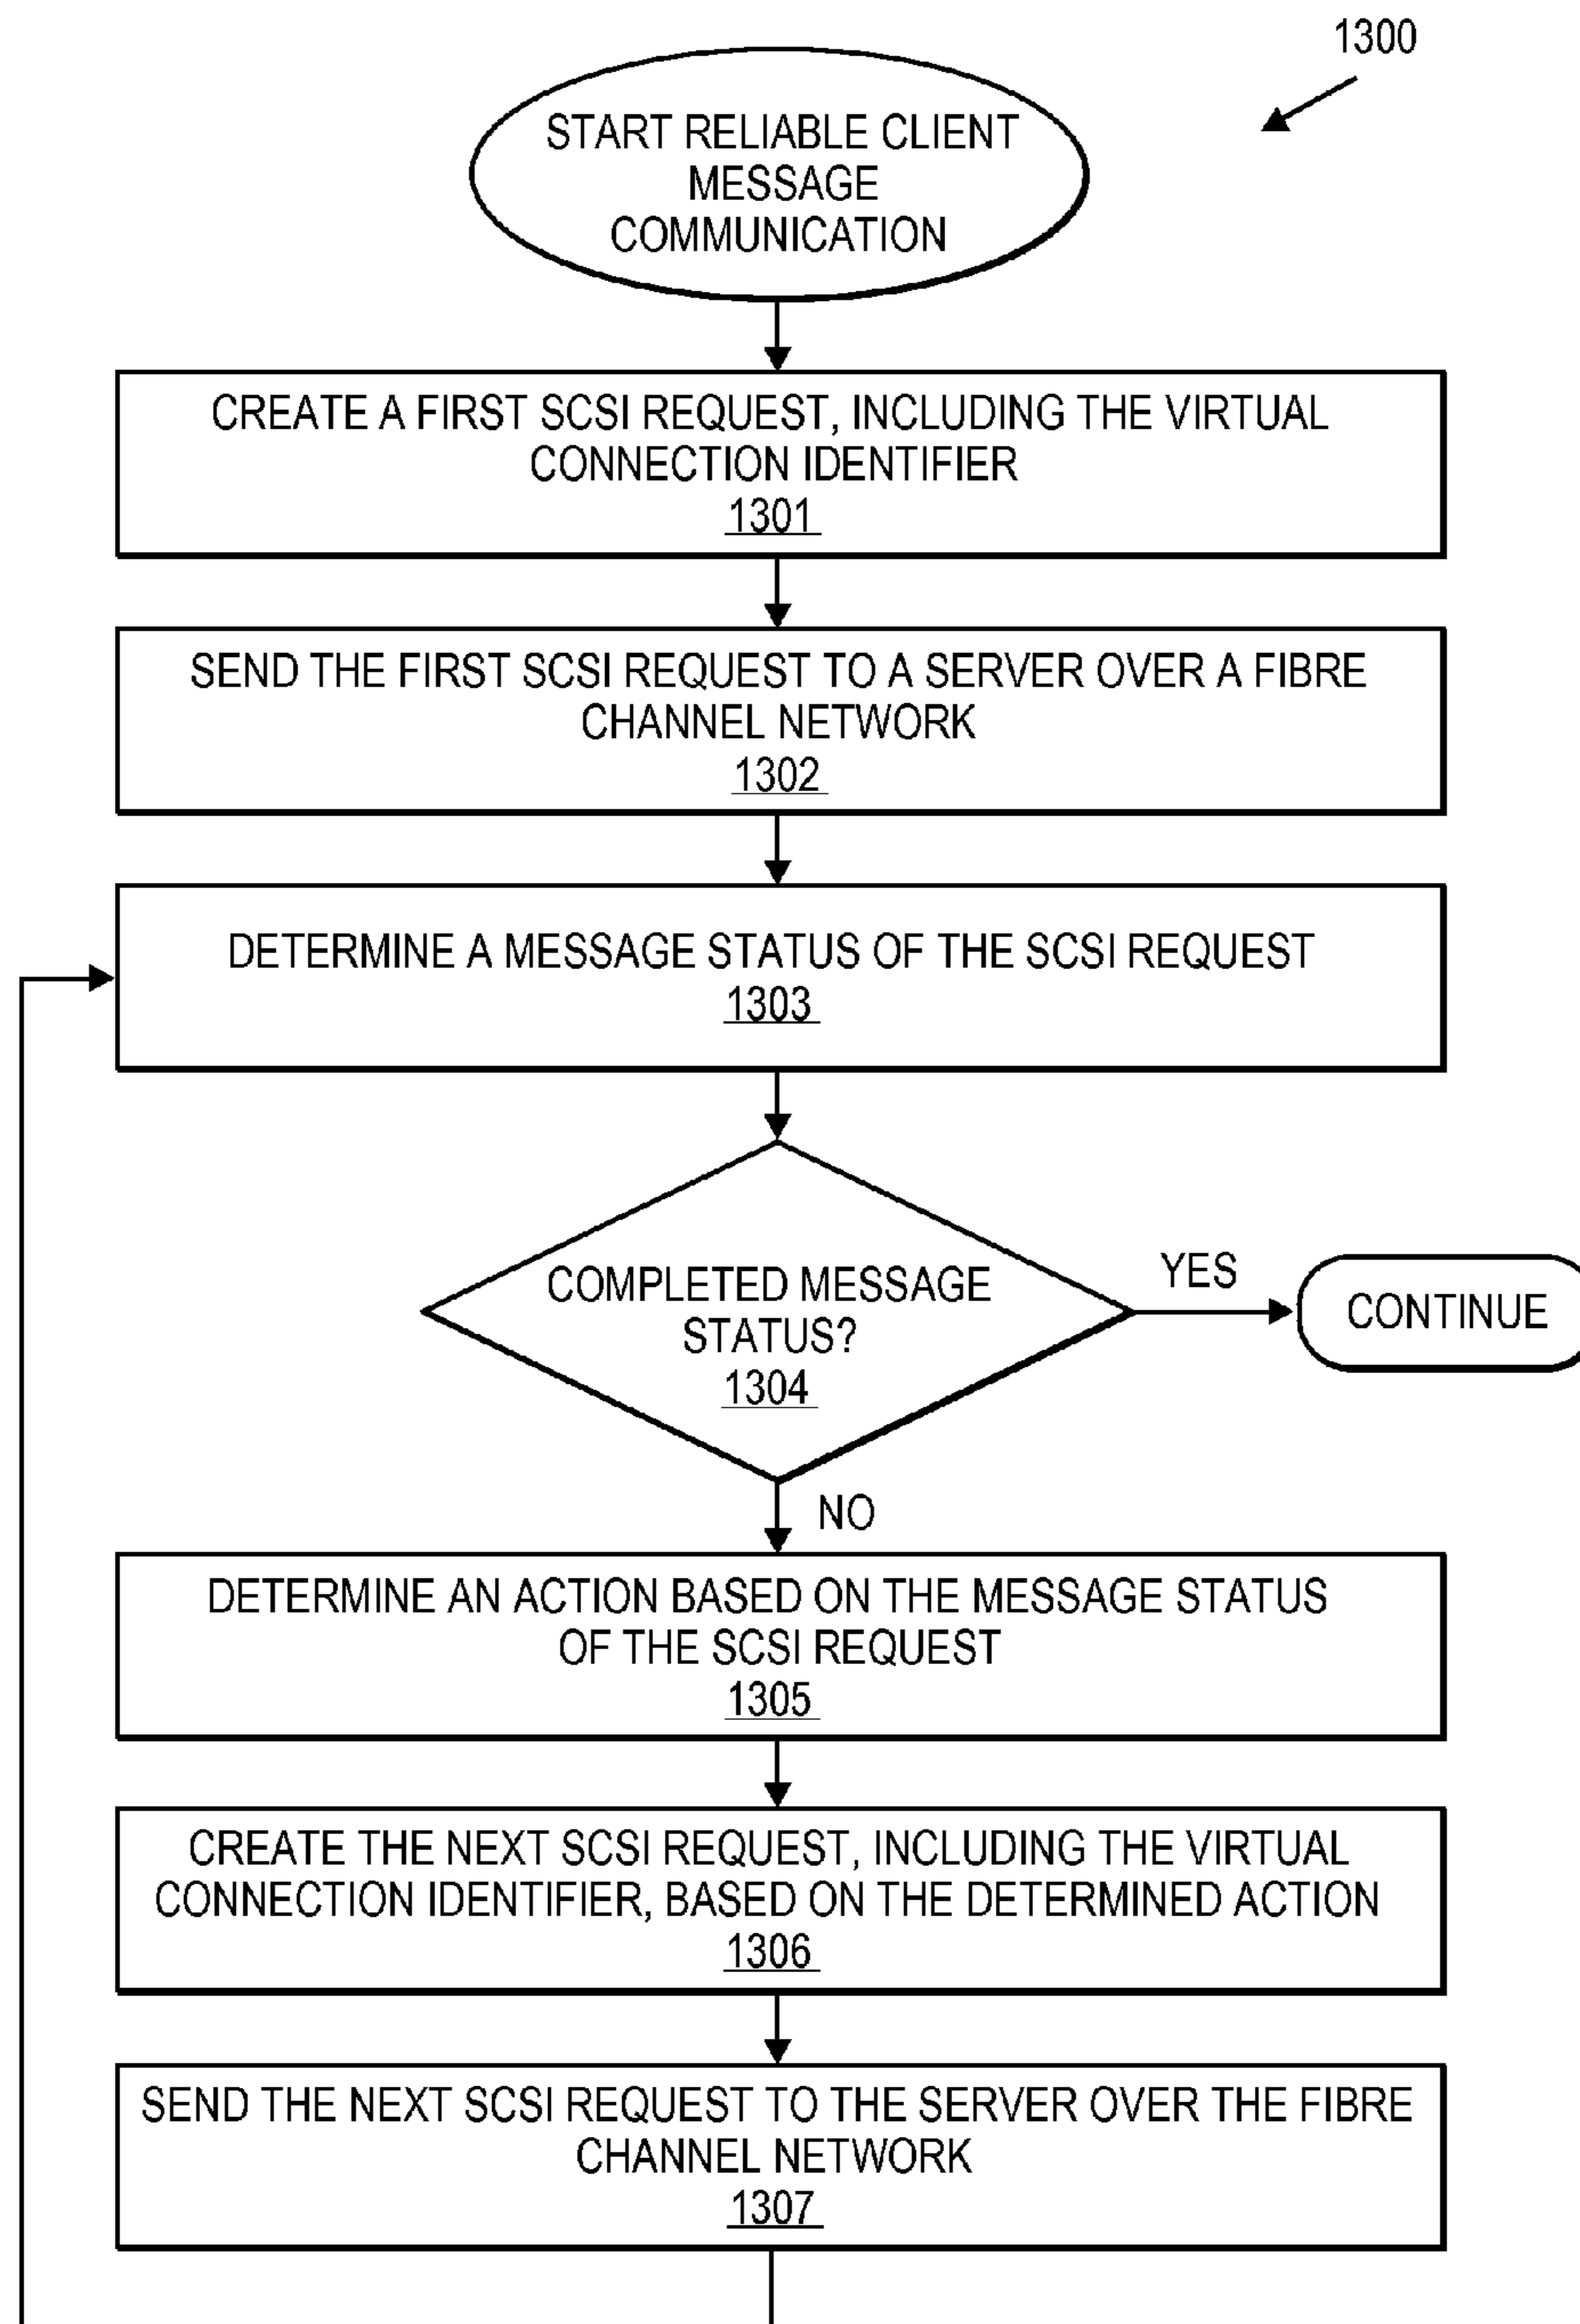 1300
START RELIABLE CLIENT
MESSAGE
COMMUNICATION
CREATE A FIRST SCSI REQUEST, INCLUDING THE VIRTUAL
CONNECTION IDENTIFIER
1301
SEND THE FIRST SCSI REQUEST TO A SERVER OVER A FIBRE
CHANNEL NETWORK
1302
DETERMINE A MESSAGE STATUS OF THE SCSI REQUEST
1303
COMPLETED MESSAGE
STATUS?
1304
YES
CONTINUE
NO
DETERMINE AN ACTION BASED ON THE MESSAGE STATUS
OF THE SCSI REQUEST
1305
CREATE THE NEXT SCSI REQUEST, INCLUDING THE VIRTUAL
CONNECTION IDENTIFIER, BASED ON THE DETERMINED ACTION
1306
SEND THE NEXT SCSI REQUEST TO THE SERVER OVER THE FIBRE
CHANNEL NETWORK
1307